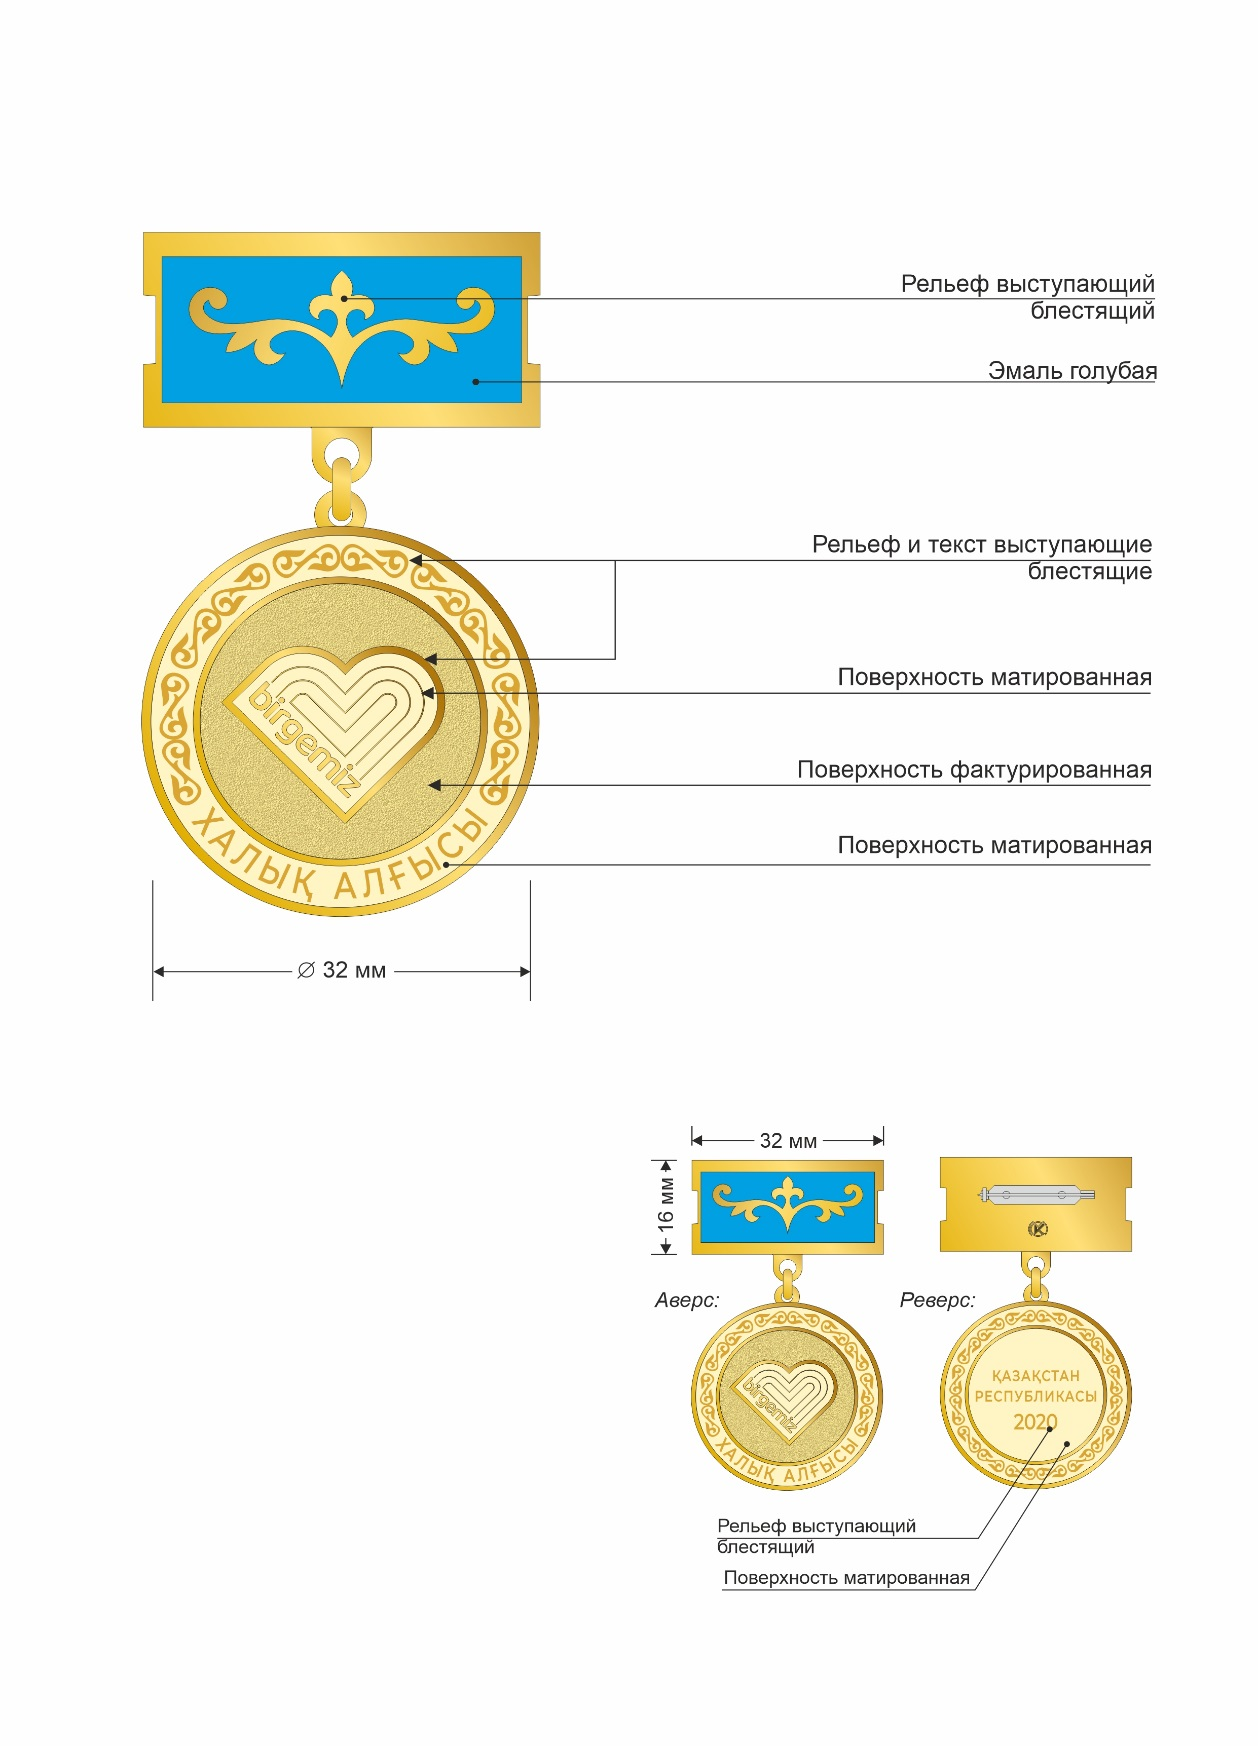 Рельеф выступающий
блестящий
Эмаль голубая
Рельеф и текст выступающие
блестящие
Поверхность матированная
Поверхность фактурированная
Поверхность матированная
birgemiz
ХАЛЫҚ АЛҒЫСЫ
⌀ 32 мм
32 мм
16 мм
Аверс:
Реверс:
birgemiz
ХАЛЫҚ АЛҒЫСЫ
ҚАЗАҚСТАН
РЕСПУБЛИКАСЫ
2020
Рельеф выступающий
блестящий
Поверхность матированная